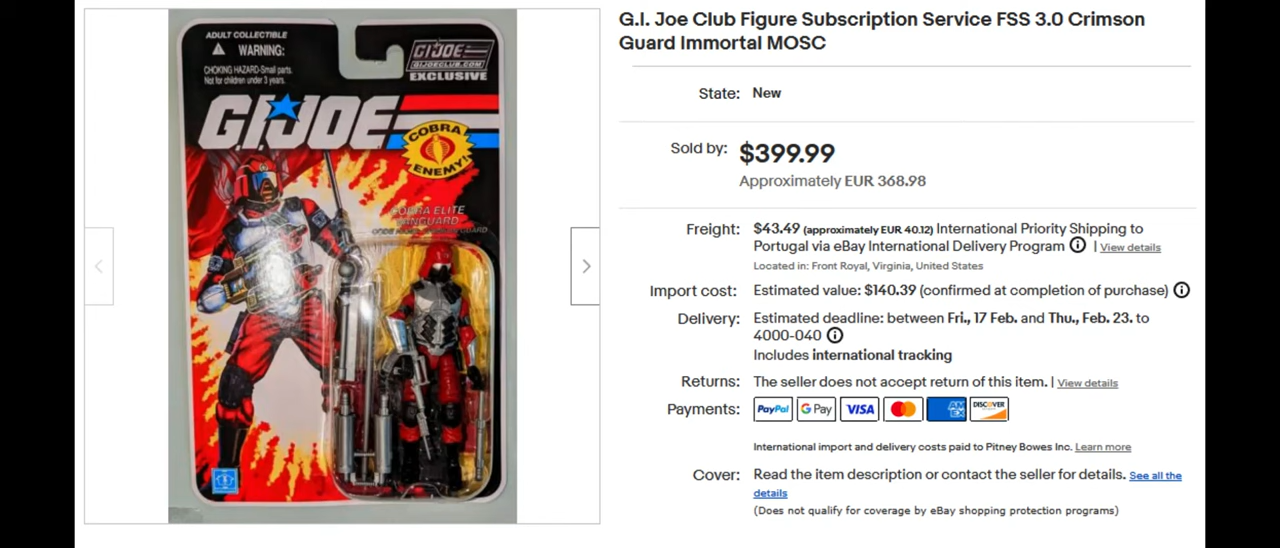 ADULT COLLECTIBLE
WARNING:
CHOKING HAZARD-Small parts.
Not for children under 3 years.
G.I.JOE
GIJOECLUB.COM
EXCLUSIVE
G.I.JOE
COBRA
ENEMY!
COBRA ELITE
VANGUARD
G.I. Joe Club Figure Subscription Service FSS 3.0 Crimson
Guard Immortal MOSC
State: New
Sold by: $399.99
Approximately EUR 368.98
Freight: $43.49 (approximately EUR 40.12) International Priority Shipping to
Portugal via eBay International Delivery Program | View details
Located in: Front Royal, Virginia, United States
Import cost: Estimated value: $140.39 (confirmed at completion of purchase)
Delivery: Estimated deadline: between Fri., 17 Feb. and Thu., Feb. 23. to
4000-040
Includes international tracking
Returns: The seller does not accept return of this item. | View details
Payments: PayPal G Pay VISA AMEX DISCOVER
International import and delivery costs paid to Pitney Bowes Inc. Learn more
Cover: Read the item description or contact the seller for details. See all the
details
(Does not qualify for coverage by eBay shopping protection programs)